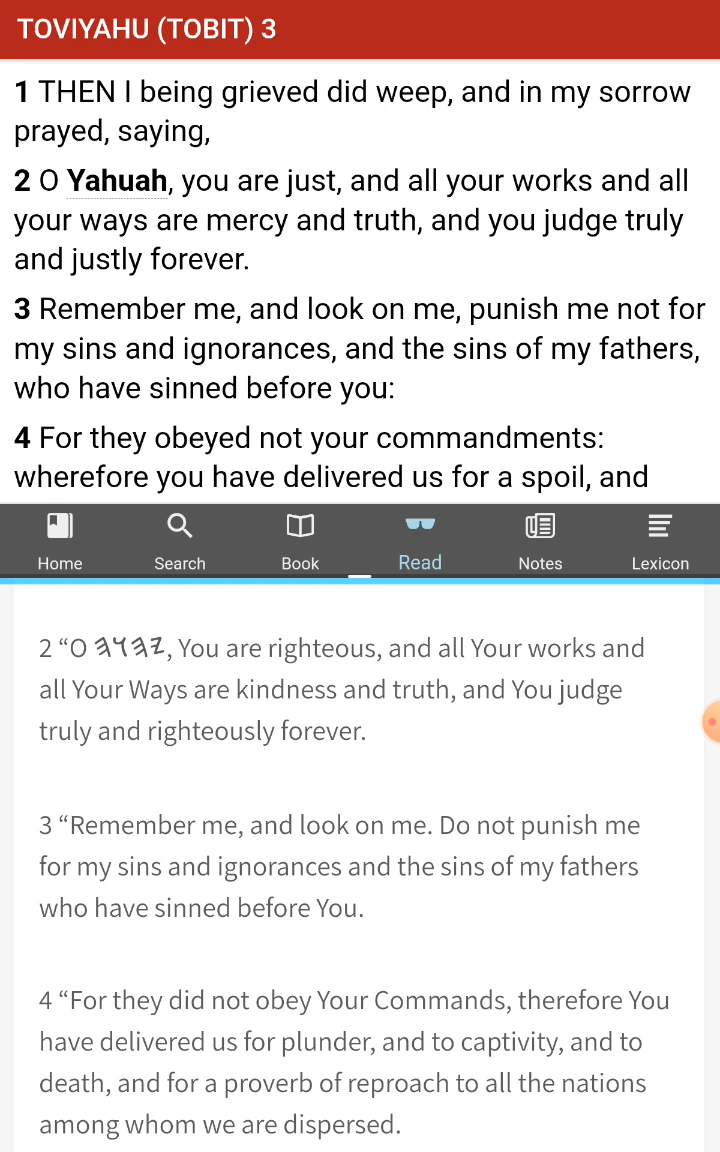 TOVIYAHU (TOBIT) 3
1 THEN I being grieved did weep, and in my sorrow
prayed, saying,
2 O Yahuah, you are just, and all your works and all
your ways are mercy and truth, and you judge truly
and justly forever.
3 Remember me, and look on me, punish me not for
my sins and ignorances, and the sins of my fathers,
who have sinned before you:
4 For they obeyed not your commandments:
wherefore you have delivered us for a spoil, and
Home Search Book Read Notes Lexicon
2 “O 𐤉𐤄𐤅𐤄, You are righteous, and all Your works and
all Your Ways are kindness and truth, and You judge
truly and righteously forever.
3 “Remember me, and look on me. Do not punish me
for my sins and ignorances and the sins of my fathers
who have sinned before You.
4 “For they did not obey Your Commands, therefore You
have delivered us for plunder, and to captivity, and to
death, and for a proverb of reproach to all the nations
among whom we are dispersed.